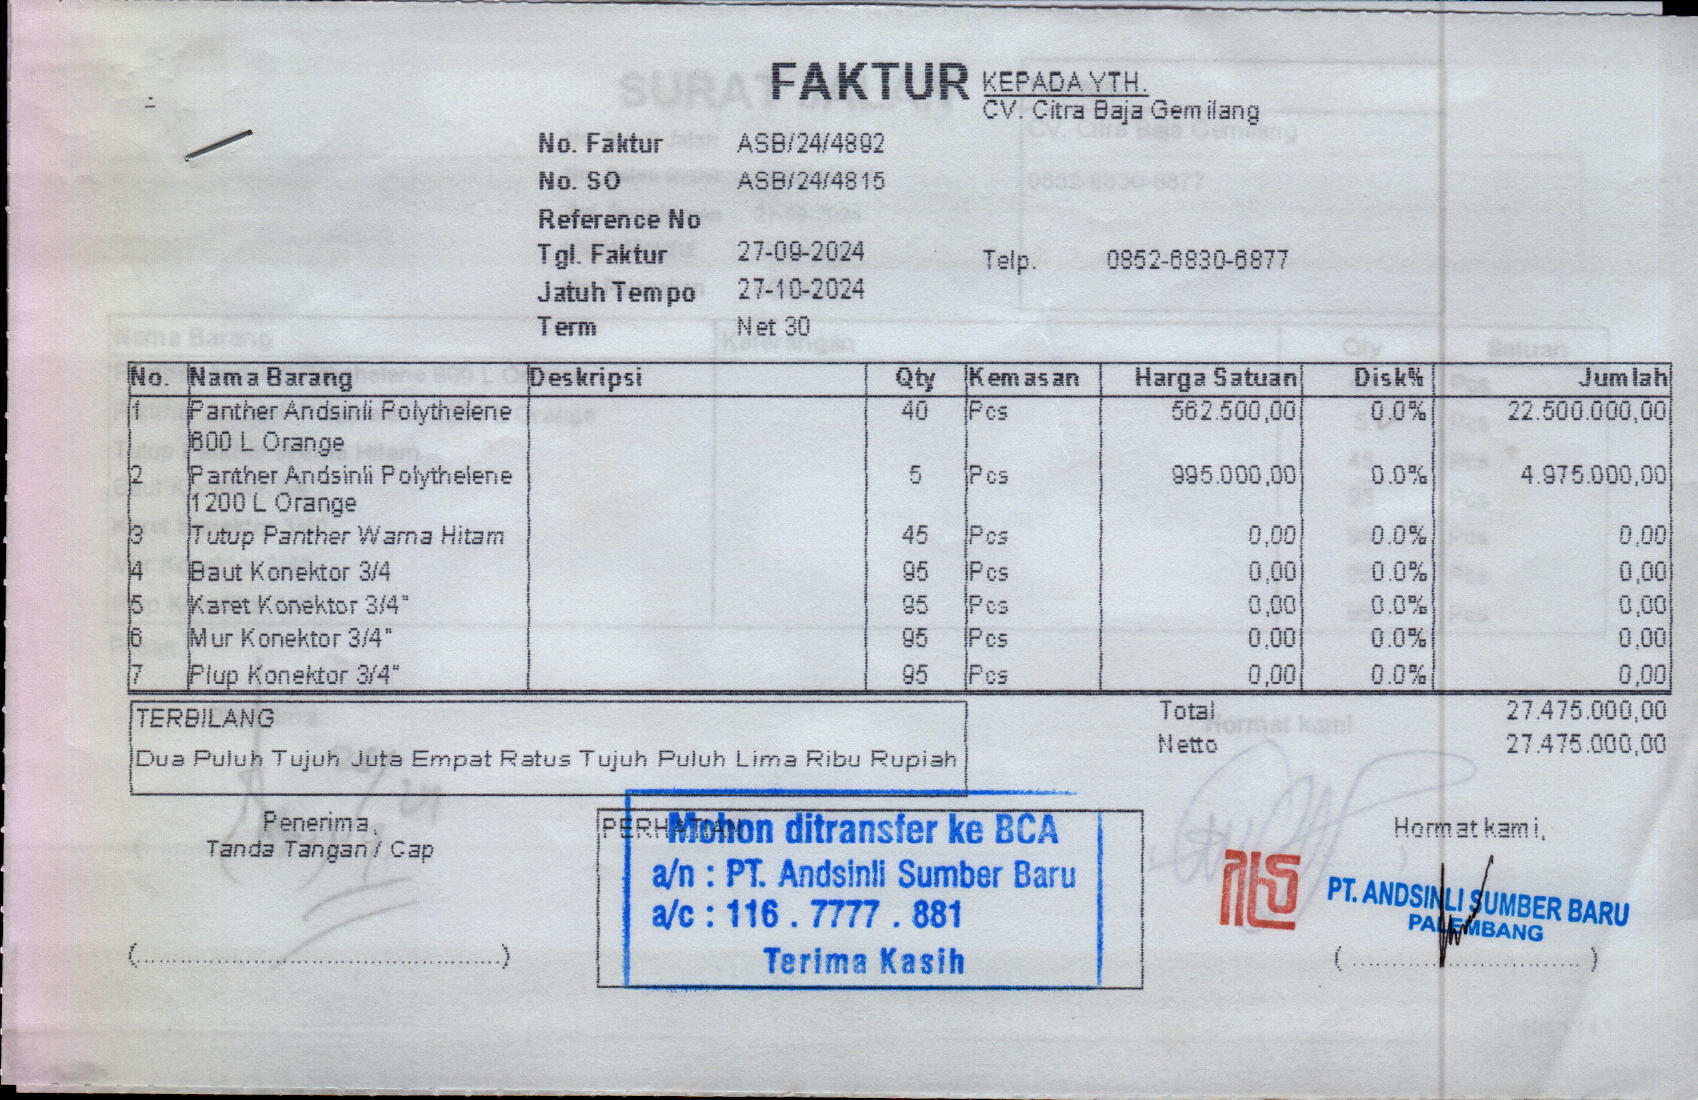 FAKTUR
KEPADA YTH.
CV. Citra Baja Gemilang
No. Faktur ASB/24/4892
No. SO ASB/24/4815
Reference No
Tgl. Faktur 27-09-2024
Telp. 0852-6830-6877
Jatuh Tempo 27-10-2024
Term Net 30
No. Nama Barang Deskripsi Qty Kemasan Harga Satuan Disk% Jumlah
1 Panther Andsinli Polythelene 40 Pcs 562.500,00 0.0% 22.500.000,00
800 L Orange
2 Panther Andsinli Polythelene 5 Pcs 995.000,00 0.0% 4.975.000,00
1200 L Orange
3 Tutup Panther Warna Hitam 45 Pcs 0,00 0.0% 0,00
4 Baut Konektor 3/4 95 Pcs 0,00 0.0% 0,00
5 Karet Konektor 3/4" 95 Pcs 0,00 0.0% 0,00
6 Mur Konektor 3/4" 95 Pcs 0,00 0.0% 0,00
7 Plup Konektor 3/4" 95 Pcs 0,00 0.0% 0,00
TERBILANG
Dua Puluh Tujuh Juta Empat Ratus Tujuh Puluh Lima Ribu Rupiah
Total 27.475.000,00
Netto 27.475.000,00
Penerima,
Tanda Tangan / Cap
(................................................)
PERHATIAN
Mohon ditransfer ke BCA
a/n : PT. Andsinli Sumber Baru
a/c : 116 . 7777 . 881
Terima Kasih
Hormat kami,
PT. ANDSINLI SUMBER BARU
PALEMBANG
( .............................. )